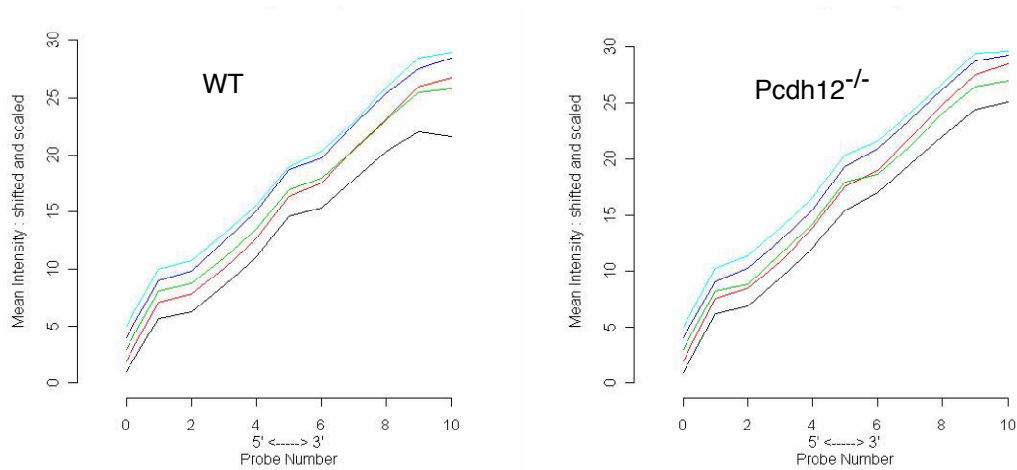 WT
30
25
20
15
10
5
0
Mean Intensity : shifted and scaled
0 2 4 6 8 10
5' <-----> 3'
Probe Number
Pcdh12-/-
30
25
20
15
10
5
0
Mean Intensity : shifted and scaled
0 2 4 6 8 10
5' <-----> 3'
Probe Number